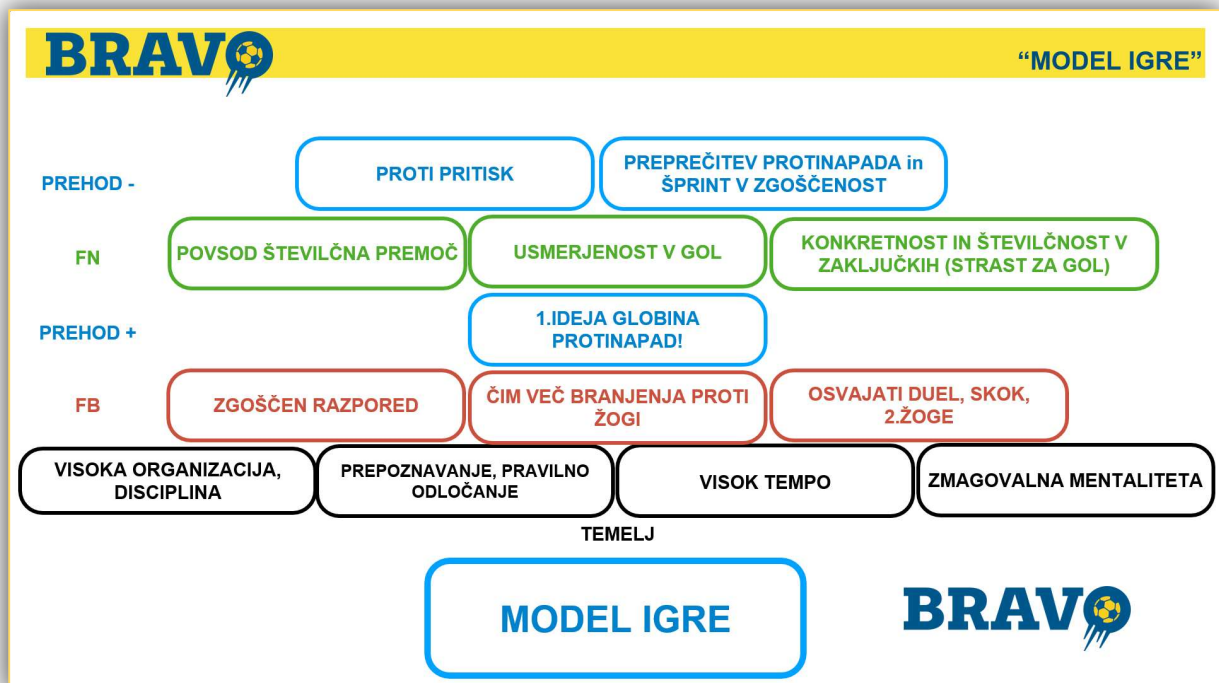 BRAVO
“MODEL IGRE”
PREHOD -
PROTI PRITISK
PREPREČITEV PROTINAPADA in
ŠPRINT V ZGOŠČENOST
FN
POVSOD ŠTEVILČNA PREMOČ
USMERJENOST V GOL
KONKRETNOST IN ŠTEVILČNOST V
ZAKLJUČKIH (STRAST ZA GOL)
PREHOD +
1.IDEJA GLOBINA
PROTINAPAD!
FB
ZGOŠČEN RAZPORED
ČIM VEČ BRANJENJA PROTI
ŽOGI
OSVAJATI DUEL, SKOK,
2.ŽOGE
VISOKA ORGANIZACIJA,
DISCIPLINA
PREPOZNAVANJE, PRAVILNO
ODLOČANJE
VISOK TEMPO
ZMAGOVALNA MENTALITETA
TEMELJ
MODEL IGRE
BRAVO